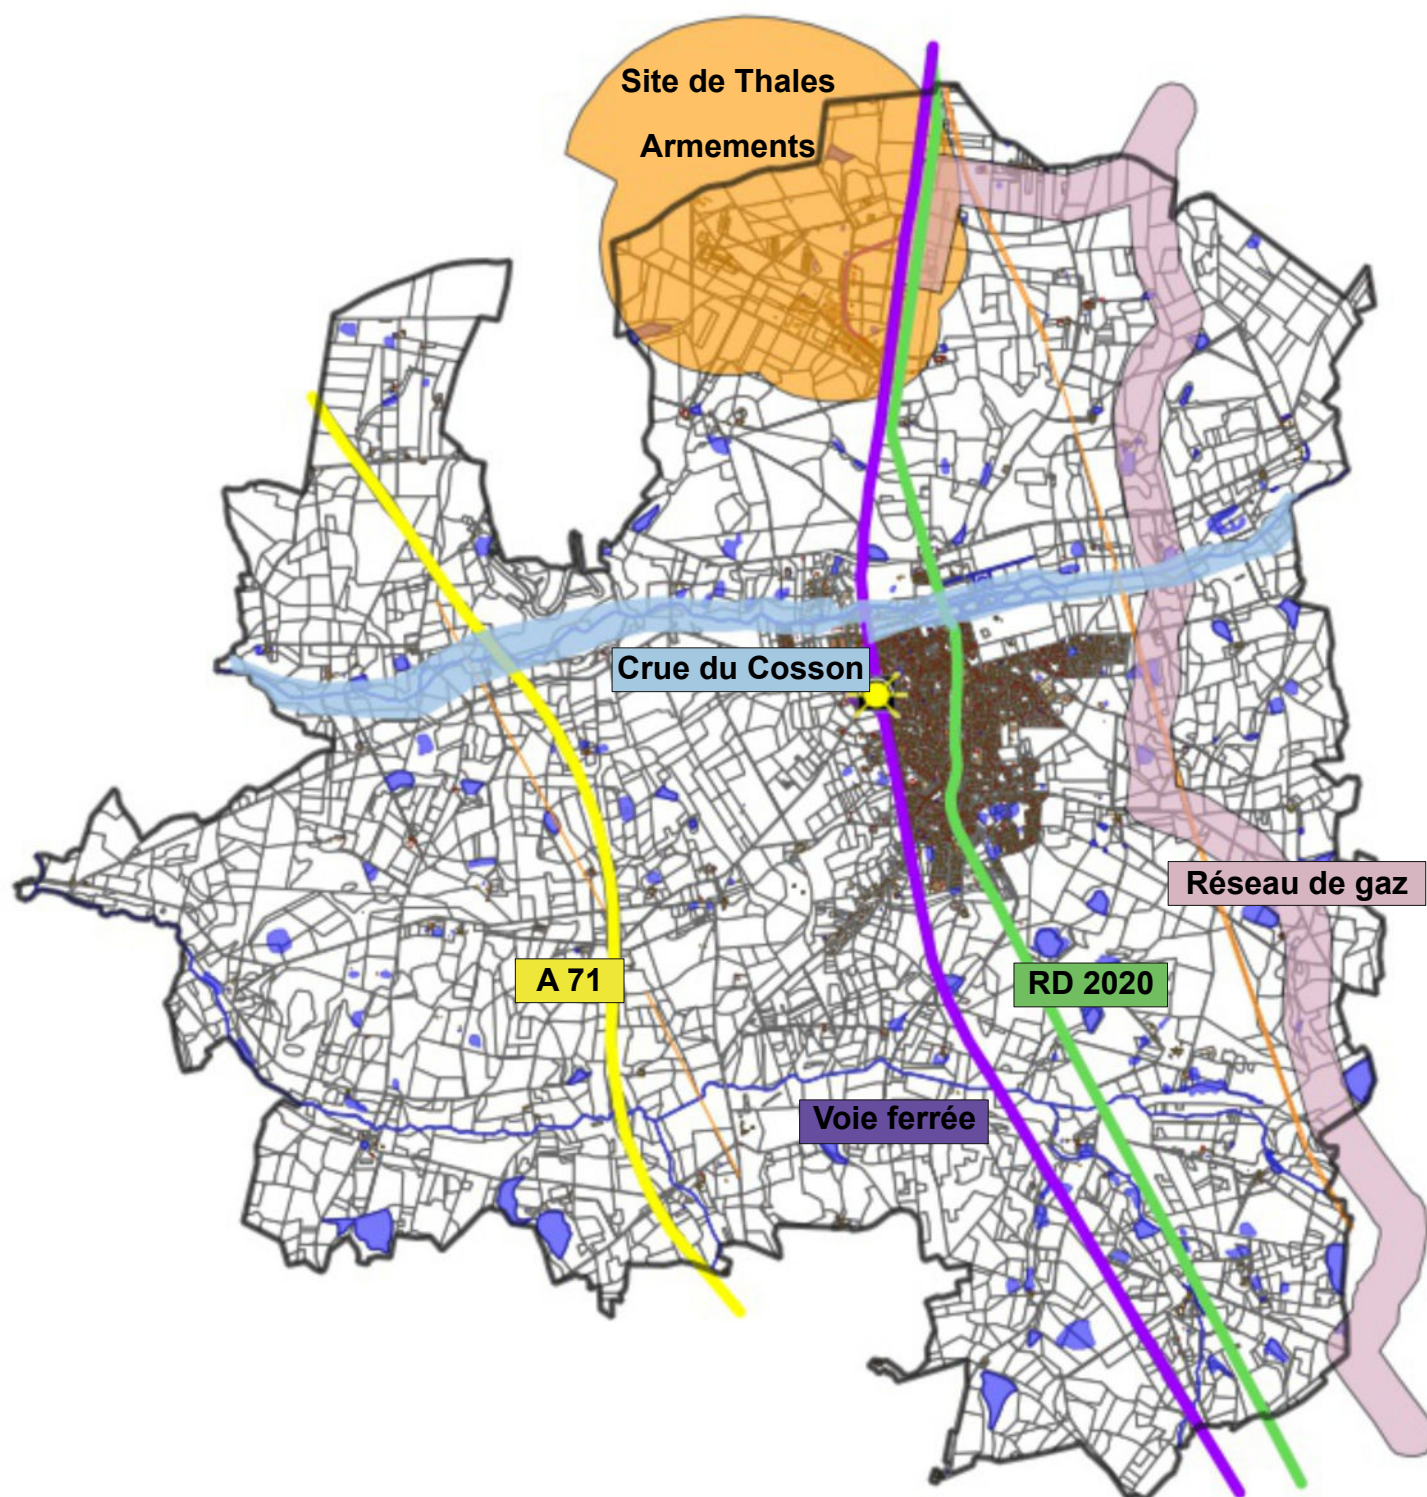 Site de Thales
Armements
Crue du Cosson
Réseau de gaz
A 71
RD 2020
Voie ferrée